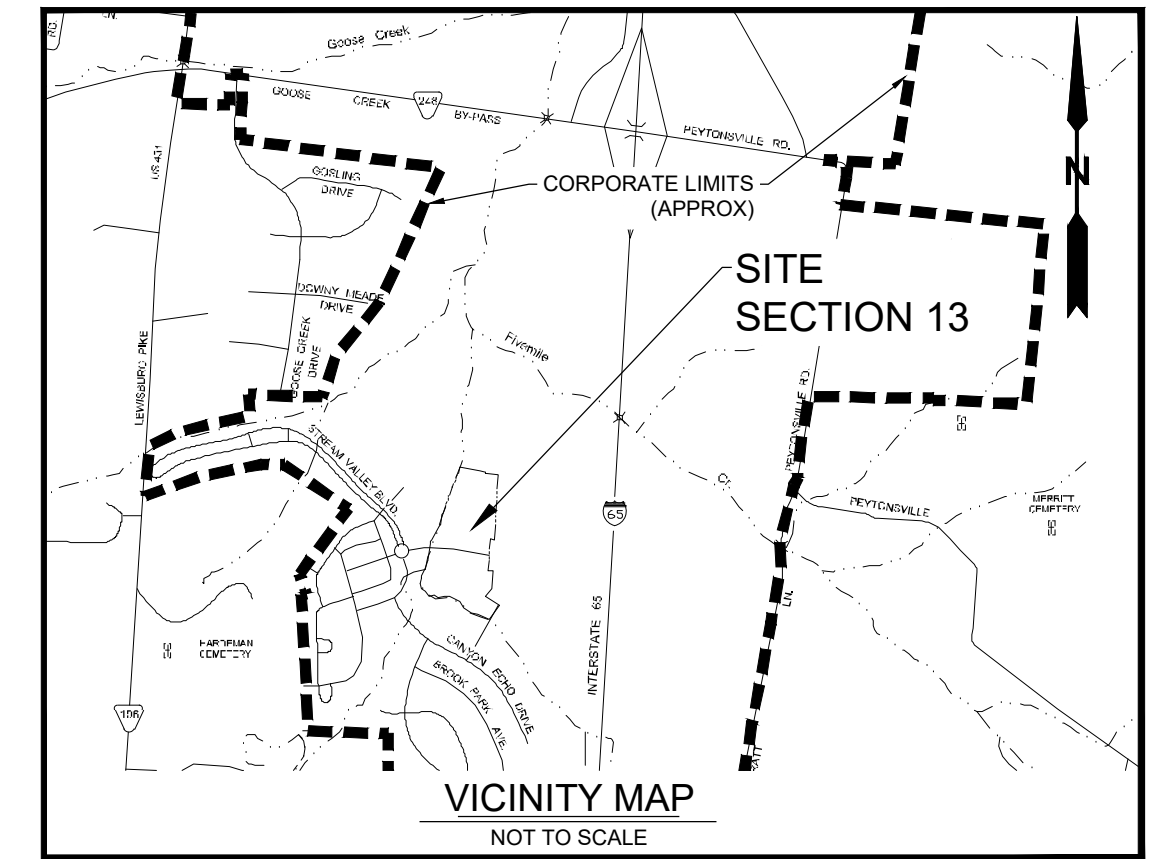 RD.
LN.
Goose Creek
GOOSE CREEK BY-PASS
248
PEYTONSVILLE RD.
US 431
GOSLING
DRIVE
CORPORATE LIMITS
(APPROX)
N
SITE
SECTION 13
DOWNY MEADE
DRIVE
GOOSE CREEK
DRIVE
Fivemile
LEWISBURG PIKE
PEYTONSVILLE RD.
STREAM VALLEY BLVD.
Cr.
65
PEYTONSVILLE
MERRITT
CEMETERY
LN.
INTERSTATE 65
HARDEMAN
CEMETERY
CANYON ECHO DRIVE
BROOK PARK AVE.
106
VICINITY MAP
NOT TO SCALE